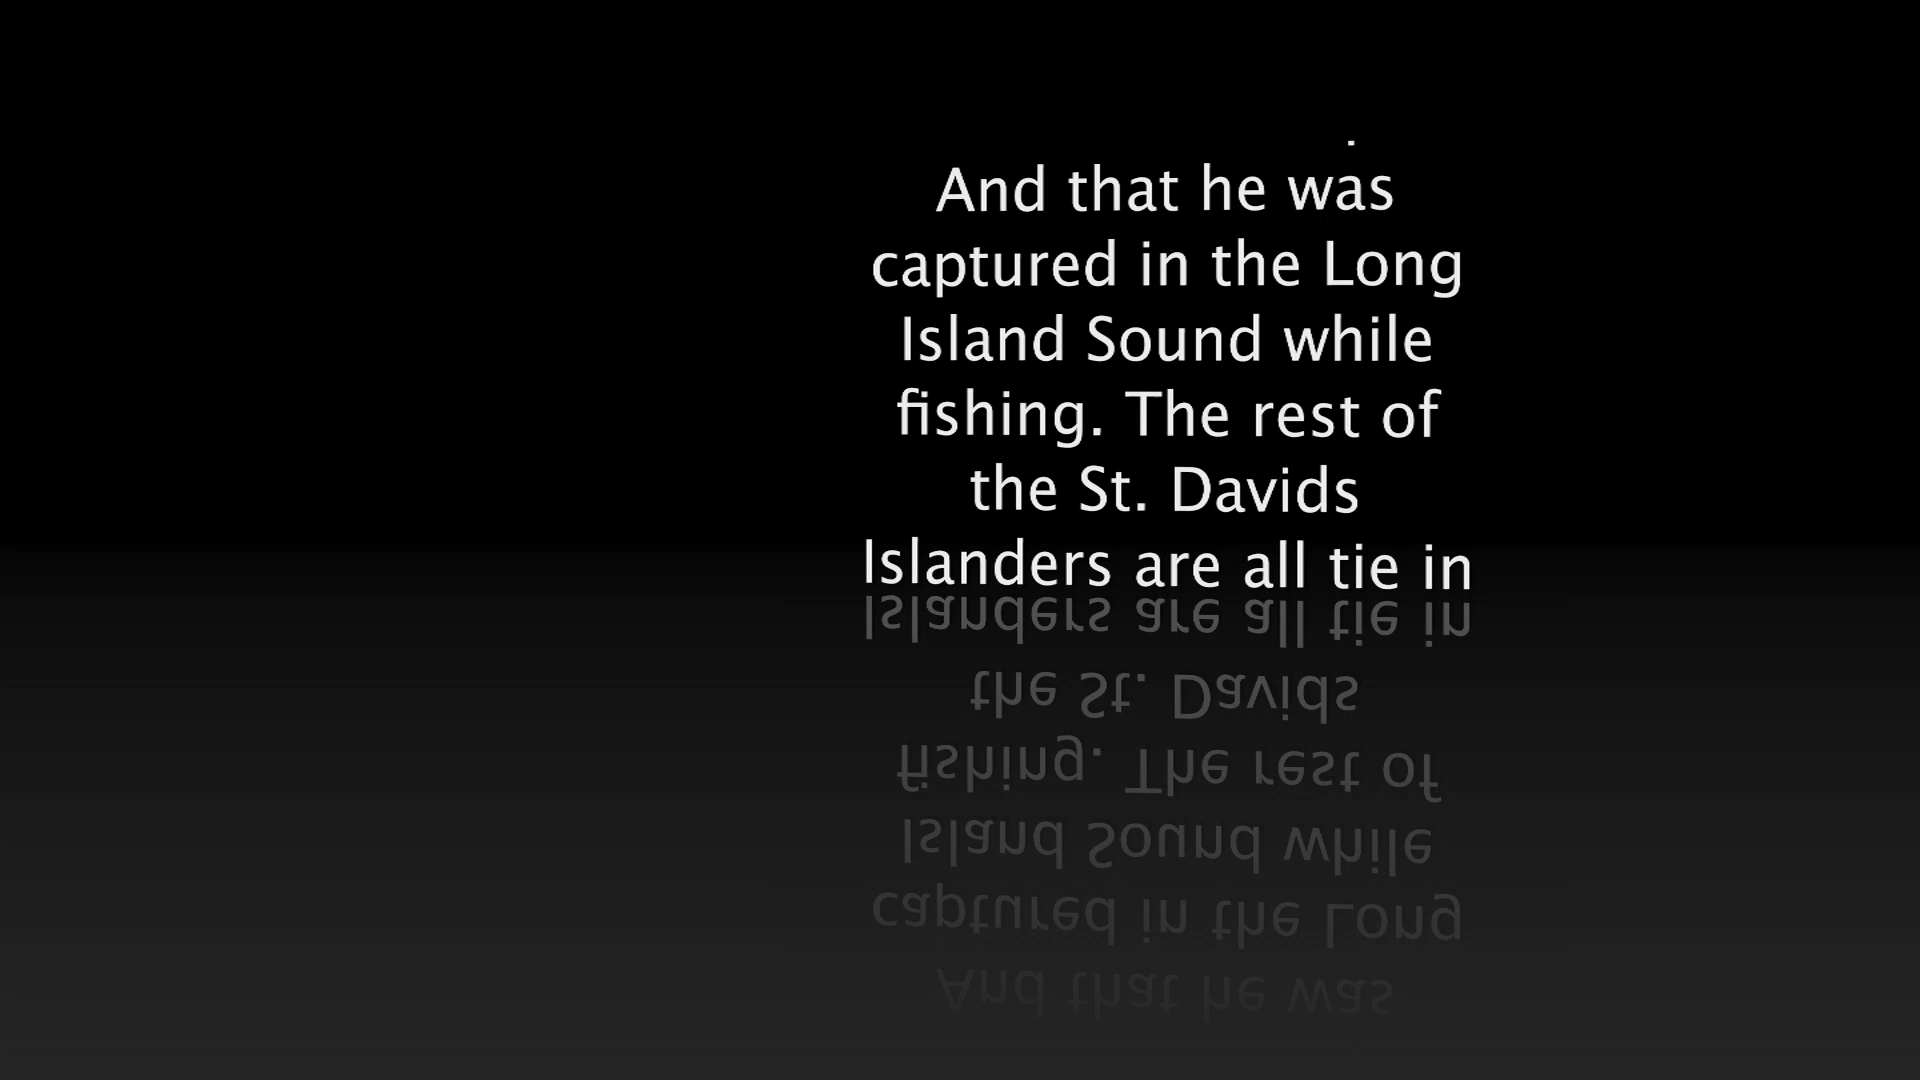 And that he was
captured in the Long
Island Sound while
fishing. The rest of
the St. Davids
Islanders are all tie in